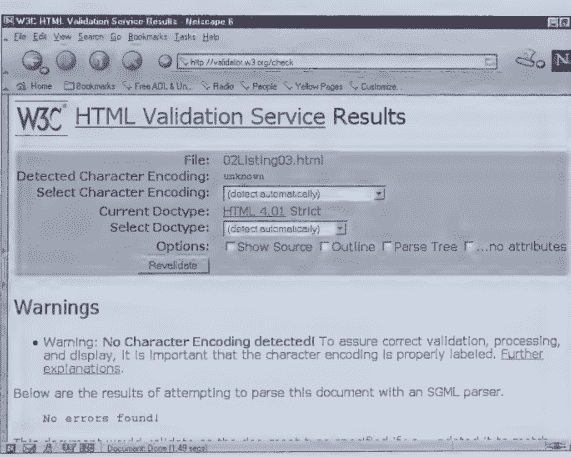 W3C HTML Validation Service Results - Netscape 6
File Edit View Search Go Bookmarks Tasks Help
http://validator.w3.org/check
Home Bookmarks Free AOL & Un... Radio People Yellow Pages Customize...
W3C HTML Validation Service Results
File: 02Listing03.html
Detected Character Encoding: unknown
Select Character Encoding: (detect automatically)
Current Doctype: HTML 4.01 Strict
Select Doctype: (detect automatically)
Options: Show Source Outline Parse Tree ...no attributes
Revalidate
Warnings
• Warning: No Character Encoding detected! To assure correct validation, processing,
and display, it is important that the character encoding is properly labeled. Further
explanations.
Below are the results of attempting to parse this document with an SGML parser.
No errors found!
Document: Done (1.49 secs)